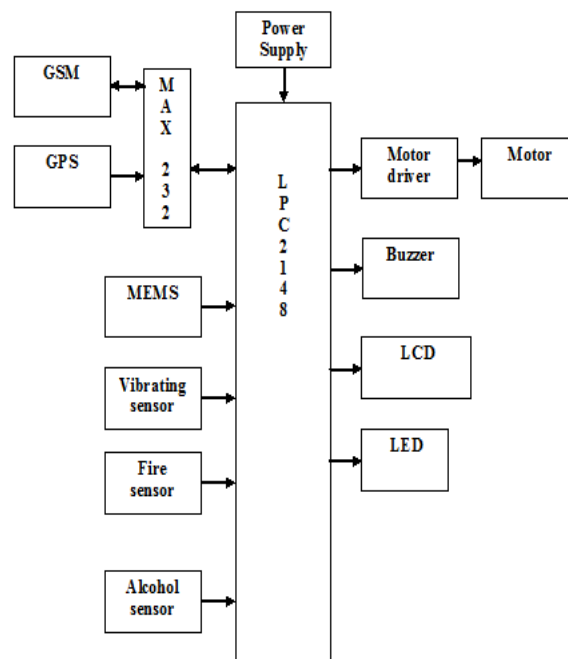 Power
Supply
GSM
M
A
X
2
3
2
GPS
L
P
C
2
1
4
8
Motor
driver
Motor
Buzzer
MEMS
LCD
Vibrating
sensor
LED
Fire
sensor
Alcohol
sensor